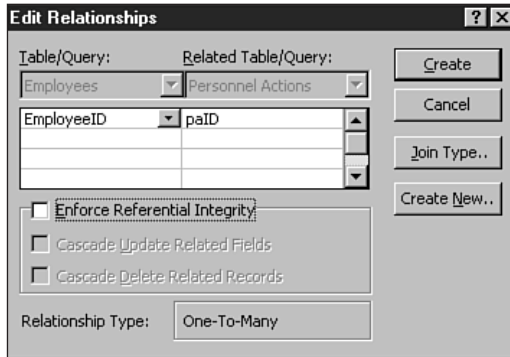 Edit Relationships
Table/Query: Related Table/Query:
Employees Personnel Actions
EmployeeID paID
Enforce Referential Integrity
Cascade Update Related Fields
Cascade Delete Related Records
Relationship Type: One-To-Many
Create
Cancel
Join Type..
Create New..